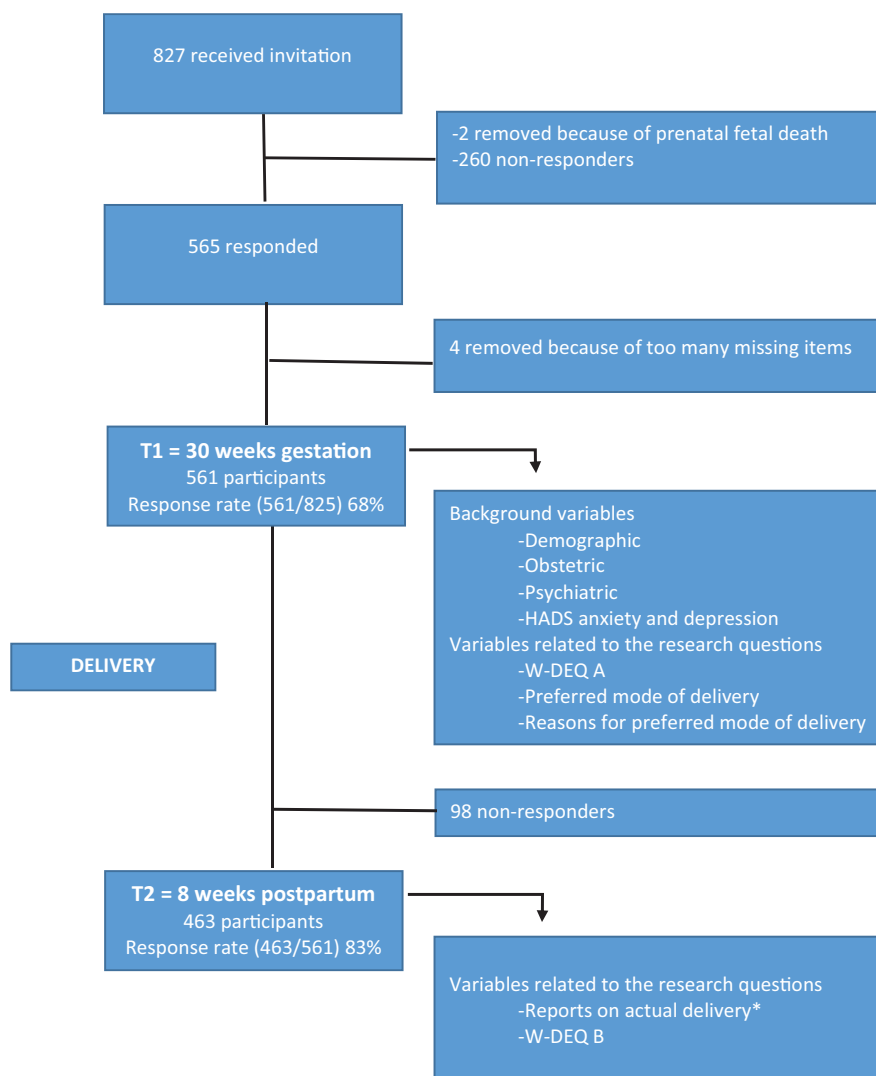 827 received invitation
-2 removed because of prenatal fetal death
-260 non-responders
565 responded
4 removed because of too many missing items
T1 = 30 weeks gestation
561 participants
Response rate (561/825) 68%
Background variables
-Demographic
-Obstetric
-Psychiatric
-HADS anxiety and depression
Variables related to the research questions
-W-DEQ A
-Preferred mode of delivery
-Reasons for preferred mode of delivery
DELIVERY
98 non-responders
T2 = 8 weeks postpartum
463 participants
Response rate (463/561) 83%
Variables related to the research questions
-Reports on actual delivery*
-W-DEQ B